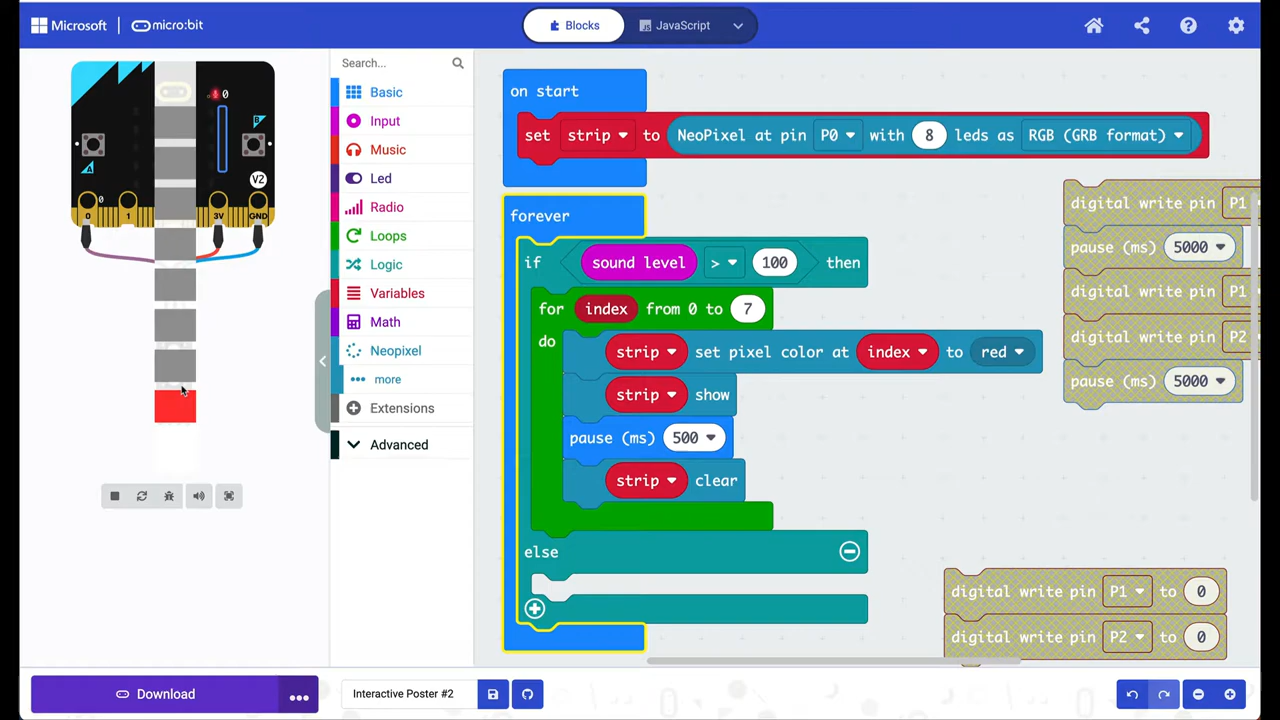 Microsoft | micro:bit
Blocks
JavaScript
0
B
A
V2
0
0 1 3V GND
Search...
Basic
Input
Music
Led
Radio
Loops
Logic
Variables
Math
Neopixel
more
Extensions
Advanced
on start
set strip to NeoPixel at pin P0 with 8 leds as RGB (GRB format)
forever
if sound level > 100 then
for index from 0 to 7
do strip set pixel color at index to red
strip show
pause (ms) 500
strip clear
else
digital write pin P1
pause (ms) 5000
digital write pin P1
digital write pin P2
pause (ms) 5000
digital write pin P1 to 0
digital write pin P2 to 0
Download
Interactive Poster #2